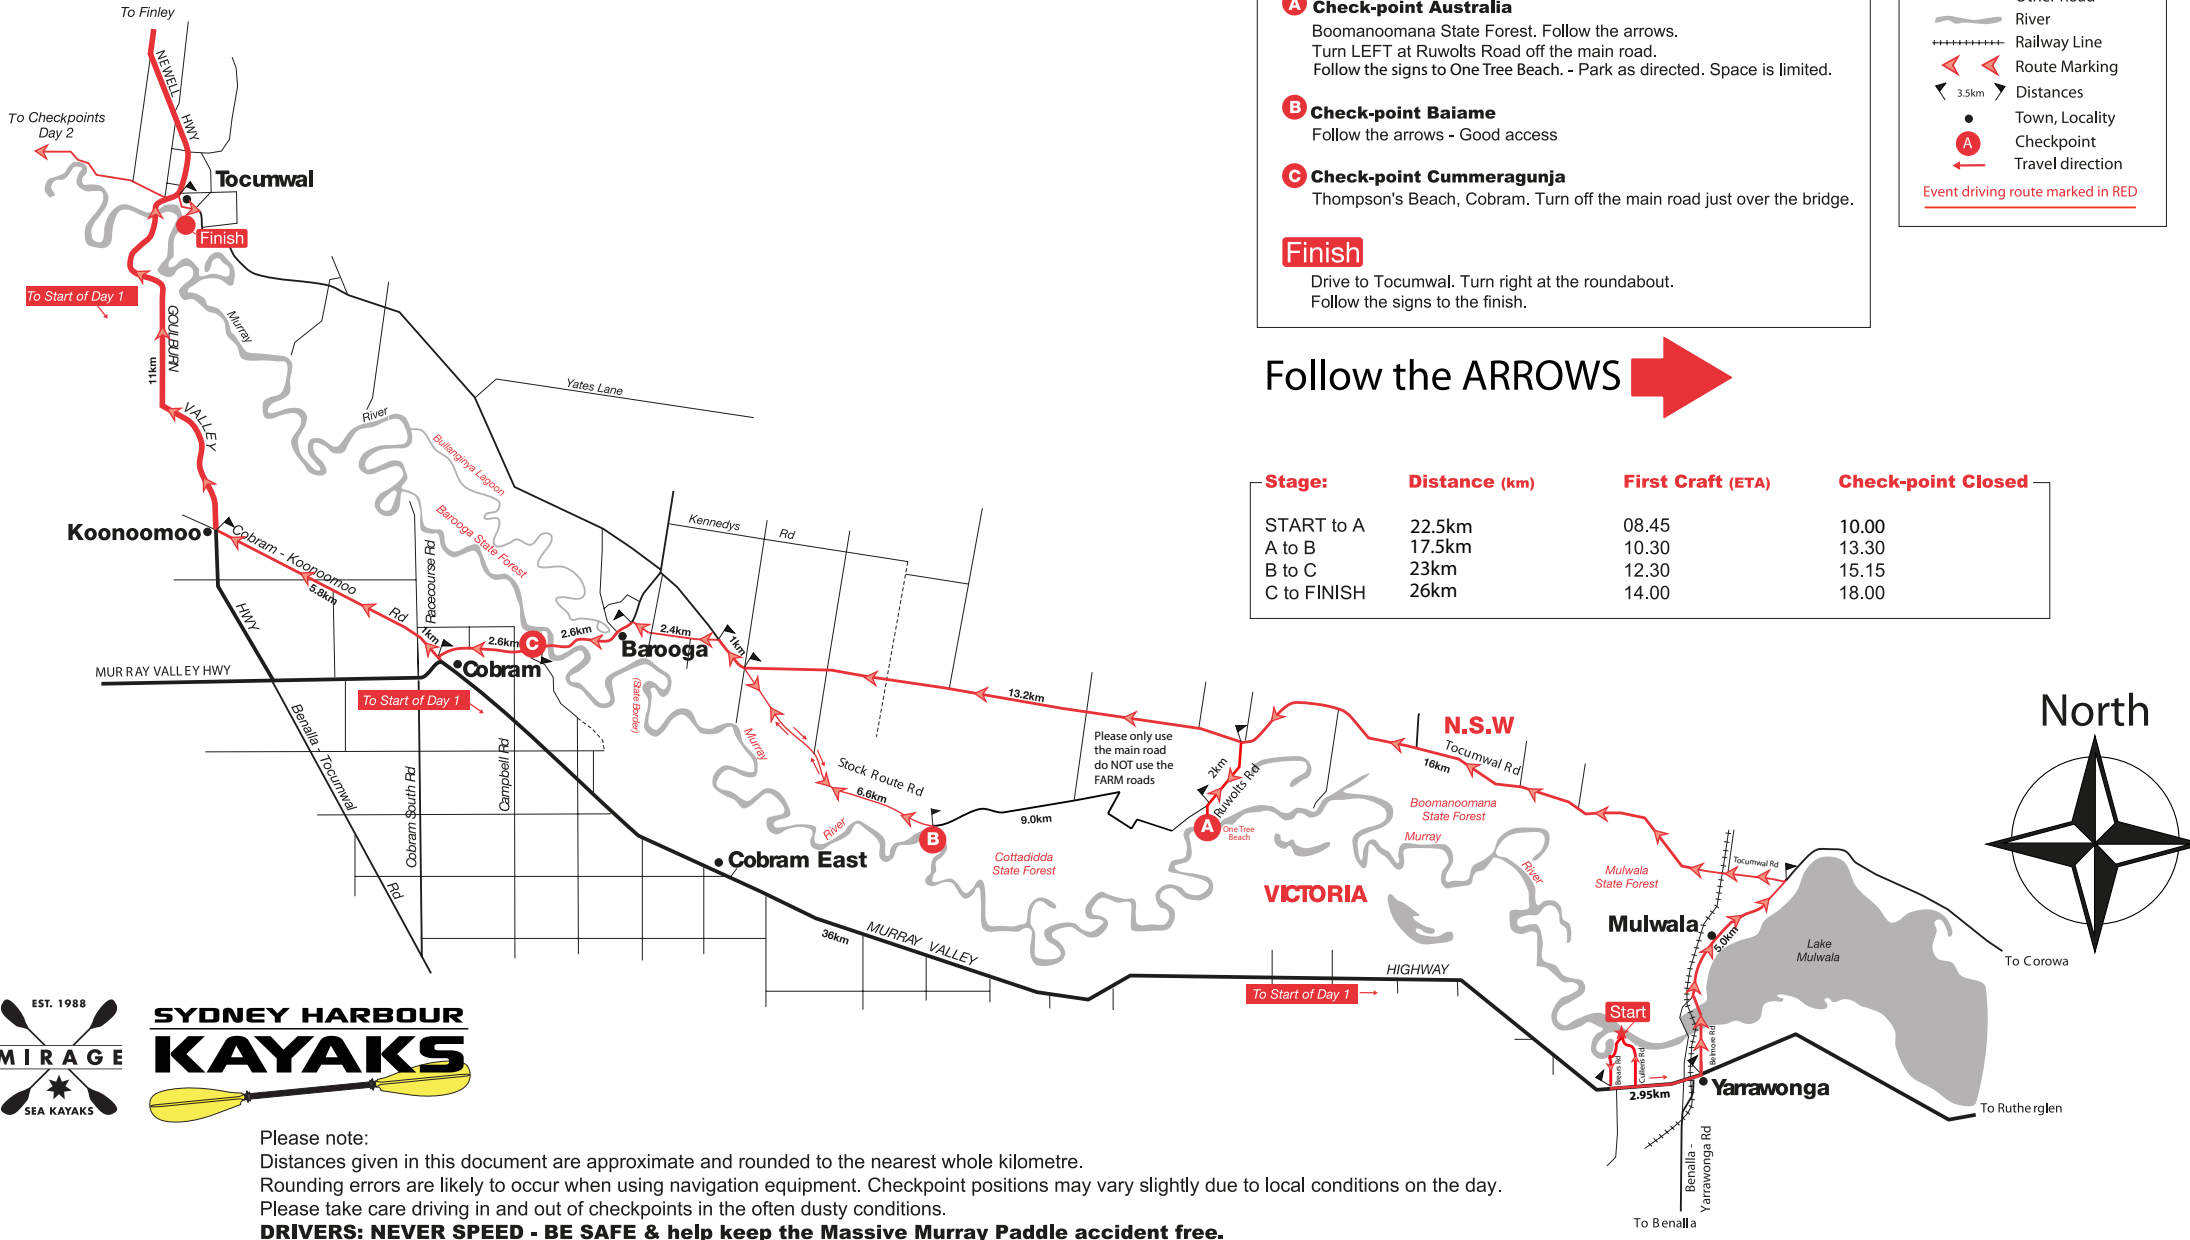 To Finley
NEWELL
HWY
To Checkpoints
Day 2
Tocumwal
Finish
To Start of Day 1
GOULBURN
Murray
11km
VALLEY
River
Yates Lane
Bullanginya Lagoon
Barooga State Forest
Kennedys
Rd
Koonoomoo
Cobram - Koonoomoo
Rd
5.8km
Racecourse Rd
1km
2.6km
C
2.6km
2.4km
1km
Barooga
Cobram
HWY
MURRAY VALLEY HWY
To Start of Day 1
(State Border)
Murray
River
13.2km
Please only use
the main road
do NOT use the
FARM roads
Stock Route Rd
6.6km
B
9.0km
2km
Ruwolts Rd
A
One Tree
Beach
N.S.W
Tocumwal Rd
16km
Boomanoomana
State Forest
Murray
River
Mulwala
State Forest
Tocumwal Rd
Benalla - Tocumwal
Rd
Cobram South Rd
Campbell Rd
Cobram East
Cottadidda
State Forest
VICTORIA
Mulwala
5.0km
Lake
Mulwala
To Corowa
36km
MURRAY VALLEY
HIGHWAY
To Start of Day 1
Start
Brears Rd
Cullens Rd
Belmore Rd
2.95km
Yarrawonga
To Rutherglen
Benalla -
Yarrawonga Rd
To Benalla
A Check-point Australia
Boomanoomana State Forest. Follow the arrows.
Turn LEFT at Ruwolts Road off the main road.
Follow the signs to One Tree Beach. - Park as directed. Space is limited.
B Check-point Baiame
Follow the arrows - Good access
C Check-point Cummeragunja
Thompson's Beach, Cobram. Turn off the main road just over the bridge.
Finish
Drive to Tocumwal. Turn right at the roundabout.
Follow the signs to the finish.
Other Road
River
Railway Line
Route Marking
3.5km Distances
Town, Locality
A Checkpoint
Travel direction
Event driving route marked in RED
Follow the ARROWS
Stage: Distance (km) First Craft (ETA) Check-point Closed
START to A 22.5km 08.45 10.00
A to B 17.5km 10.30 13.30
B to C 23km 12.30 15.15
C to FINISH 26km 14.00 18.00
North
EST. 1988
MIRAGE
SEA KAYAKS
SYDNEY HARBOUR
KAYAKS
Please note:
Distances given in this document are approximate and rounded to the nearest whole kilometre.
Rounding errors are likely to occur when using navigation equipment. Checkpoint positions may vary slightly due to local conditions on the day.
Please take care driving in and out of checkpoints in the often dusty conditions.
DRIVERS: NEVER SPEED - BE SAFE & help keep the Massive Murray Paddle accident free.